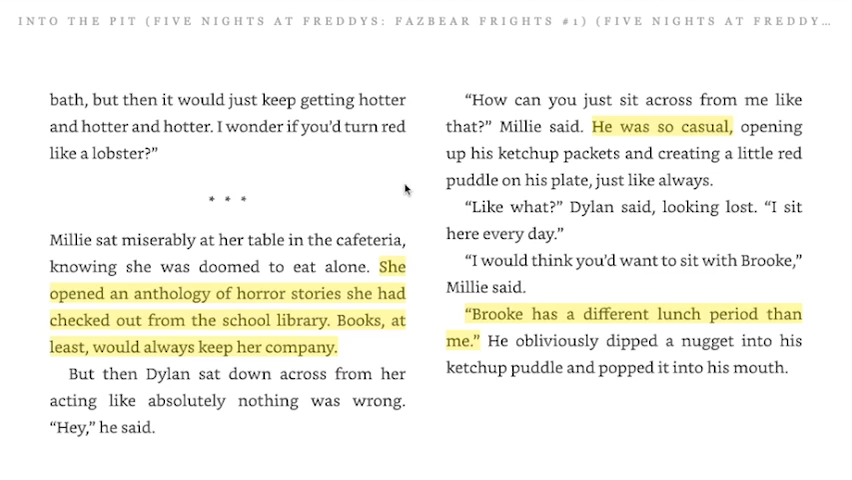 INTO THE PIT (FIVE NIGHTS AT FREDDYS: FAZBEAR FRIGHTS #1) (FIVE NIGHTS AT FREDDY…
bath, but then it would just keep getting hotter
and hotter and hotter. I wonder if you’d turn red
like a lobster?”
* * *
Millie sat miserably at her table in the cafeteria,
knowing she was doomed to eat alone. She
opened an anthology of horror stories she had
checked out from the school library. Books, at
least, would always keep her company.
But then Dylan sat down across from her
acting like absolutely nothing was wrong.
“Hey,” he said.
“How can you just sit across from me like
that?” Millie said. He was so casual, opening
up his ketchup packets and creating a little red
puddle on his plate, just like always.
“Like what?” Dylan said, looking lost. “I sit
here every day.”
“I would think you’d want to sit with Brooke,”
Millie said.
“Brooke has a different lunch period than
me.” He obliviously dipped a nugget into his
ketchup puddle and popped it into his mouth.